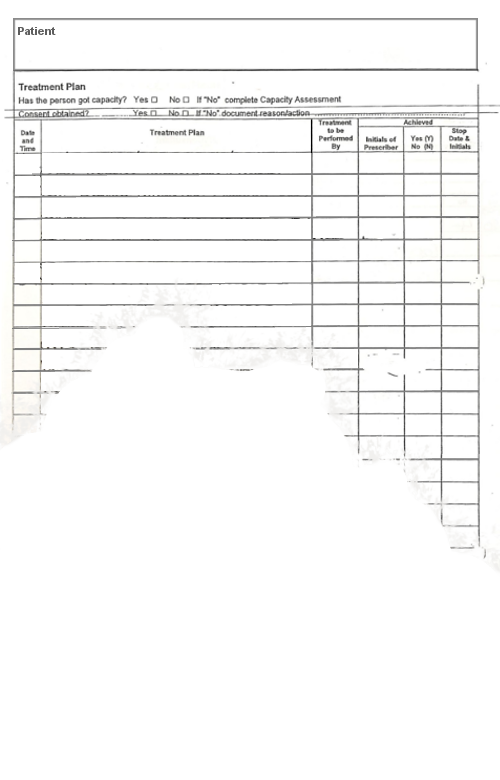 Patient
Treatment Plan
Has the person got capacity? Yes ☐ No ☐ If "No" complete Capacity Assessment
Consent obtained? Yes ☐ No ☐ If "No" document reason/action
Date and Time
Treatment Plan
Treatment to be Performed By
Achieved
Initials of Prescriber
Yes (Y) No (N)
Stop Date & Initials